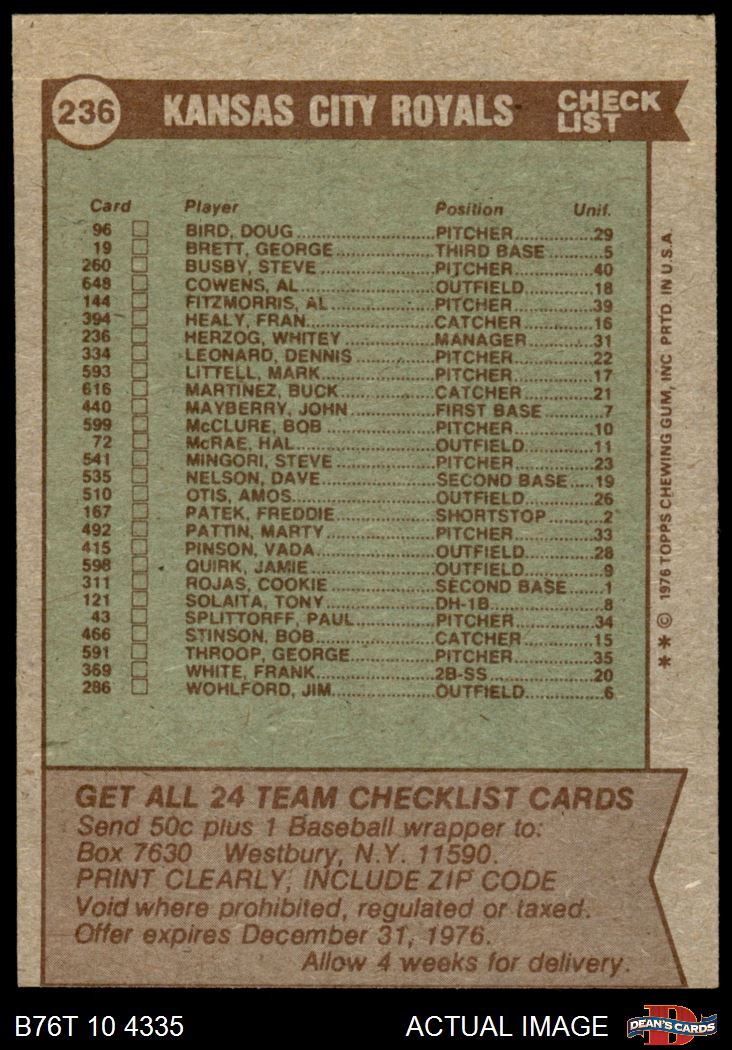 236 KANSAS CITY ROYALS CHECK LIST
Card Player Position Unif.
96 BIRD, DOUG PITCHER 29
19 BRETT, GEORGE THIRD BASE 5
260 BUSBY, STEVE PITCHER 40
648 COWENS, AL OUTFIELD 18
144 FITZMORRIS, AL PITCHER 39
394 HEALY, FRAN CATCHER 16
236 HERZOG, WHITEY MANAGER 31
334 LEONARD, DENNIS PITCHER 22
593 LITTELL, MARK PITCHER 17
616 MARTINEZ, BUCK CATCHER 21
440 MAYBERRY, JOHN FIRST BASE 7
599 McCLURE, BOB PITCHER 10
72 McRAE, HAL OUTFIELD 11
541 MINGORI, STEVE PITCHER 23
535 NELSON, DAVE SECOND BASE 19
510 OTIS, AMOS OUTFIELD 26
167 PATEK, FREDDIE SHORTSTOP 2
492 PATTIN, MARTY PITCHER 33
415 PINSON, VADA OUTFIELD 28
598 QUIRK, JAMIE OUTFIELD 9
311 ROJAS, COOKIE SECOND BASE 1
121 SOLAITA, TONY DH-1B 8
43 SPLITTORFF, PAUL PITCHER 34
466 STINSON, BOB CATCHER 15
591 THROOP, GEORGE PITCHER 35
369 WHITE, FRANK 2B-SS 20
286 WOHLFORD, JIM OUTFIELD 6
** © 1976 TOPPS CHEWING GUM, INC PRTD. IN U.S.A.
GET ALL 24 TEAM CHECKLIST CARDS
Send 50c plus 1 Baseball wrapper to:
Box 7630 Westbury, N.Y. 11590.
PRINT CLEARLY, INCLUDE ZIP CODE
Void where prohibited, regulated or taxed.
Offer expires December 31, 1976.
Allow 4 weeks for delivery.
B76T 10 4335 ACTUAL IMAGE D DEAN'S CARDS